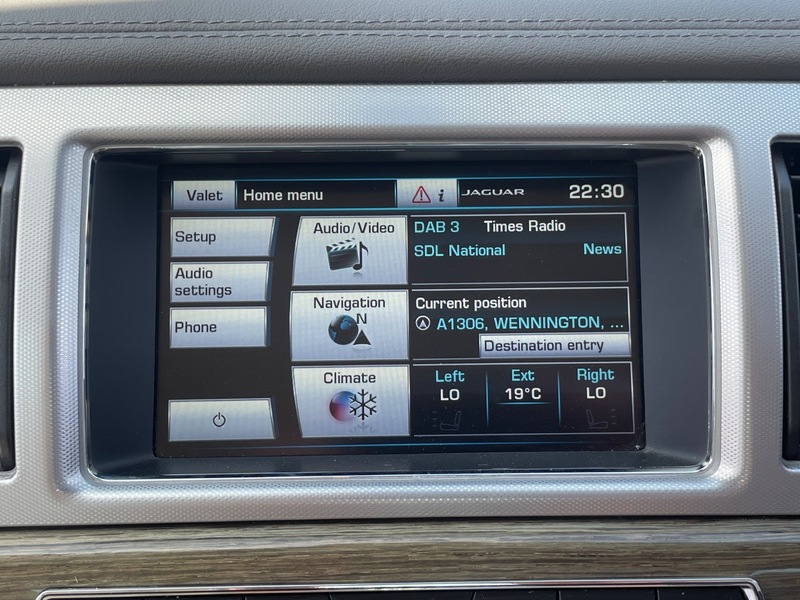 Valet
Home menu
i
JAGUAR
22:30
Setup
Audio settings
Phone
Audio/Video
DAB 3 Times Radio
SDL National News
Navigation
N
Current position
A1306, WENNINGTON, ...
Destination entry
Climate
Left Ext Right
LO 19°C LO